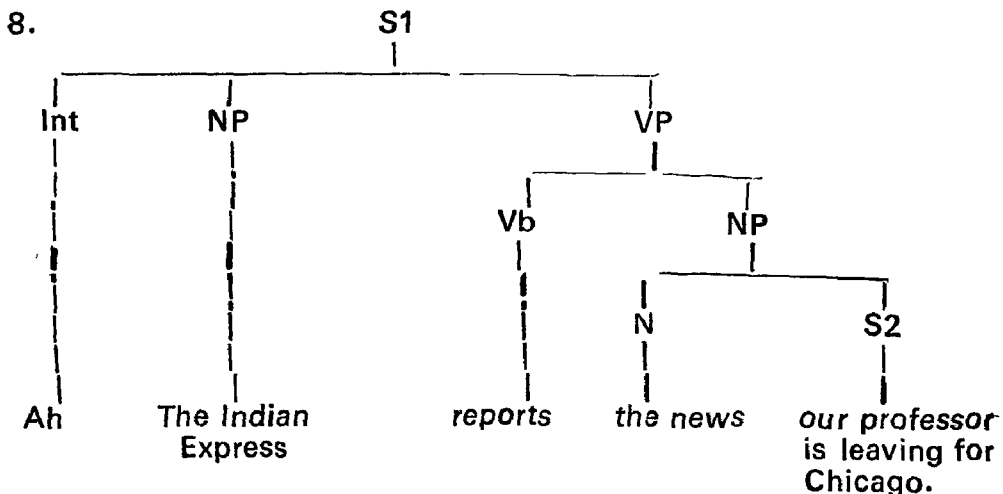 8.
S1
Int NP VP
Vb NP
N S2
Ah The Indian reports the news our professor
Express is leaving for
Chicago.